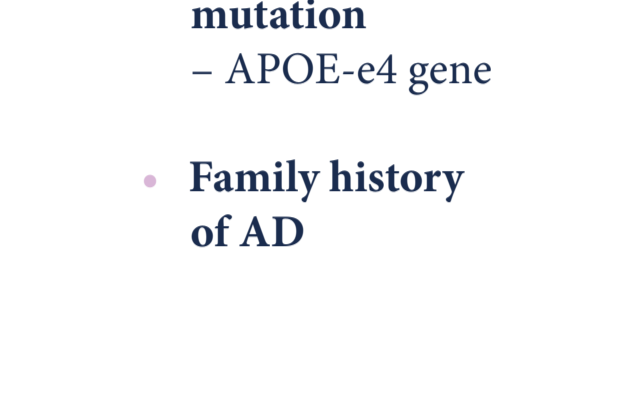 mutation
– APOE-e4 gene
• Family history
of AD